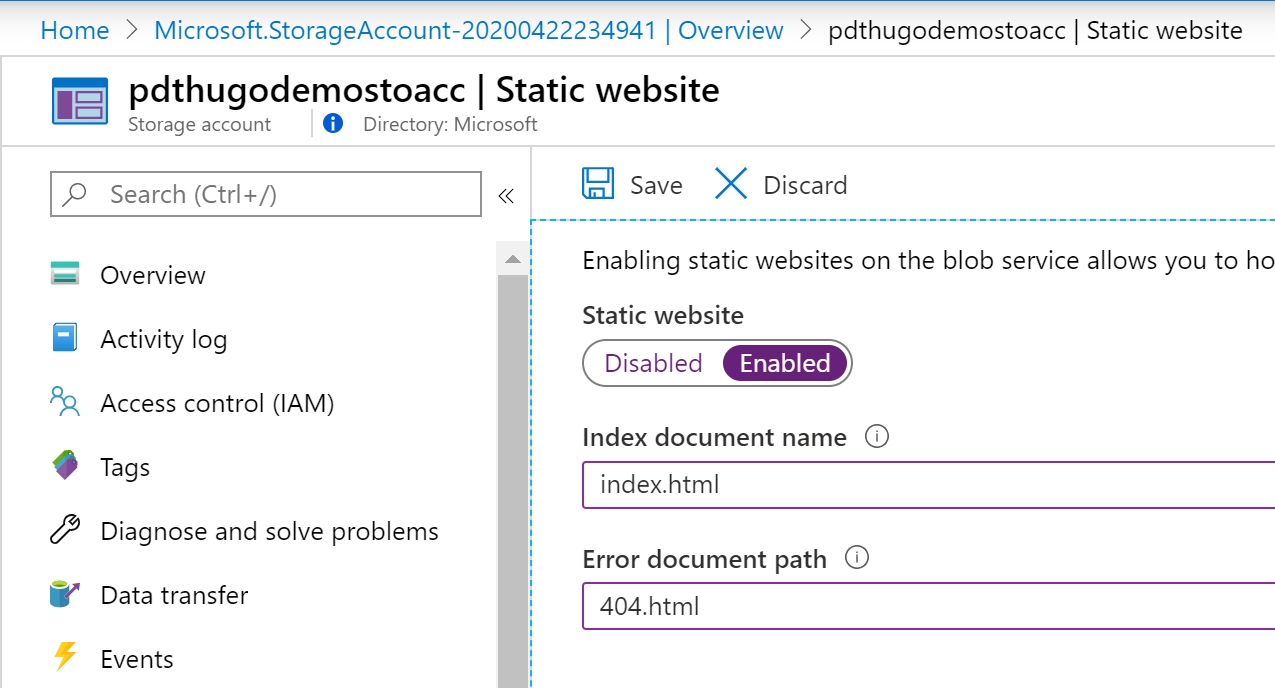 Home > Microsoft.StorageAccount-20200422234941 | Overview > pdthugodemostoacc | Static website
pdthugodemostoacc | Static website
Storage account
Directory: Microsoft
Search (Ctrl+/)
«
Overview
Activity log
Access control (IAM)
Tags
Diagnose and solve problems
Data transfer
Events
Save
Discard
Enabling static websites on the blob service allows you to ho
Static website
Disabled Enabled
Index document name
index.html
Error document path
404.html